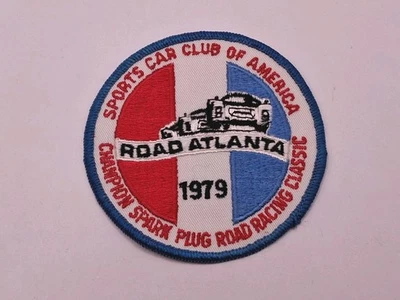 SPORTS CAR CLUB OF AMERICA
ROAD ATLANTA
1979
CHAMPION SPARK PLUG ROAD RACING CLASSIC